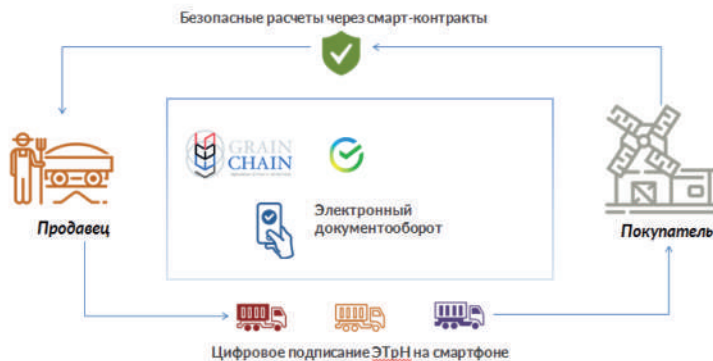 Безопасные расчеты через смарт-контракты
GRAIN
CHAIN
Электронный
документооборот
Продавец
Покупатель
Цифровое подписание ЭТрН на смартфоне